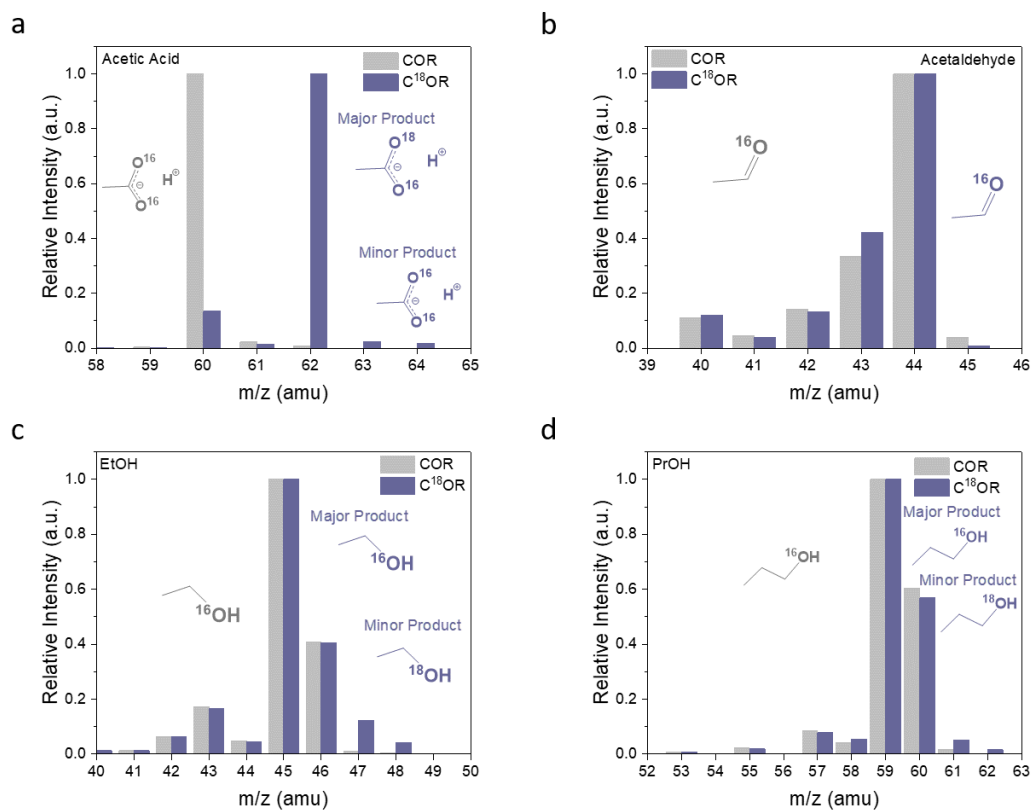 a
Acetic Acid
COR
C¹⁸OR
Major Product
O¹⁸
O¹⁶
H⊕
⊖
O¹⁶
O¹⁶
H⊕
⊖
O¹⁶
Minor Product
O¹⁶
H⊕
⊖
O¹⁶
Relative Intensity (a.u.)
1.0
0.8
0.6
0.4
0.2
0.0
58 59 60 61 62 63 64 65
m/z (amu)
b
COR
C¹⁸OR
Acetaldehyde
¹⁶O
¹⁶O
Relative Intensity (a.u.)
1.0
0.8
0.6
0.4
0.2
0.0
39 40 41 42 43 44 45 46
m/z (amu)
c
EtOH
COR
C¹⁸OR
Major Product
¹⁶OH
¹⁶OH
Minor Product
¹⁸OH
Relative Intensity (a.u.)
1.0
0.8
0.6
0.4
0.2
0.0
40 41 42 43 44 45 46 47 48 49 50
m/z (amu)
d
PrOH
COR
C¹⁸OR
Major Product
¹⁶OH
¹⁶OH
Minor Product
¹⁸OH
Relative Intensity (a.u.)
1.0
0.8
0.6
0.4
0.2
0.0
52 53 54 55 56 57 58 59 60 61 62 63
m/z (amu)